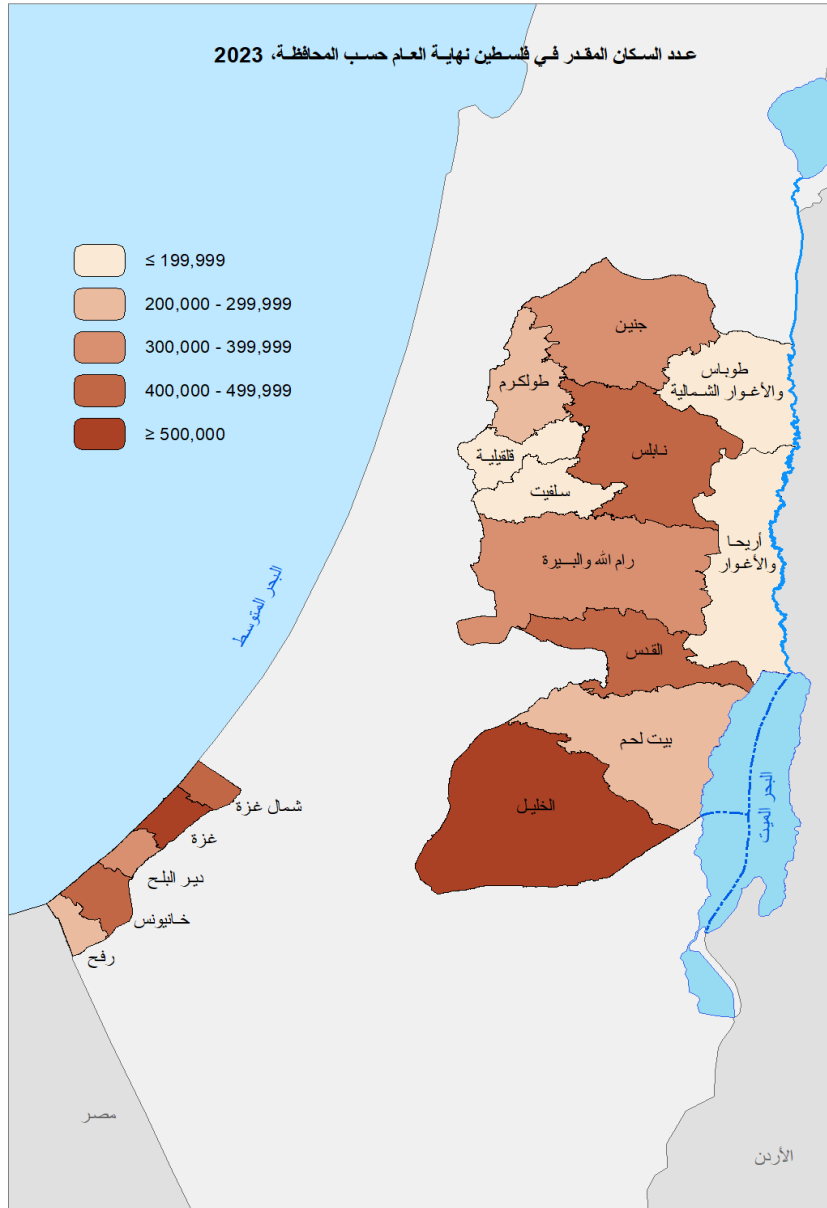 عدد السكان المقدر في فلسطين نهاية العام حسب المحافظة، 2023
≤ 199,999
200,000 - 299,999
300,000 - 399,999
400,000 - 499,999
≥ 500,000
جنين
طوباس
والأغوار الشمالية
طولكرم
نابلس
قلقيلية
سلفيت
أريحا
والأغوار
رام الله والبيرة
القدس
بيت لحم
الخليل
البحر المتوسط
البحر الميت
شمال غزة
غزة
دير البلح
خانيونس
رفح
مصر
الأردن